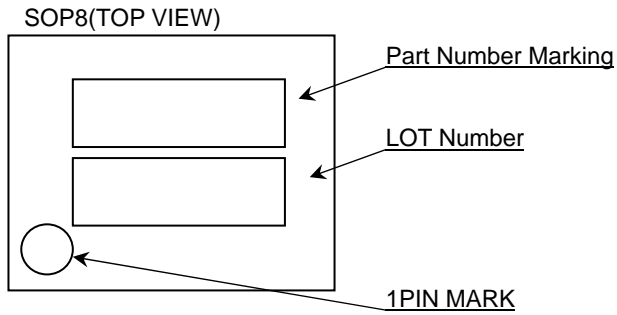 SOP8(TOP VIEW)
Part Number Marking
LOT Number
1PIN MARK